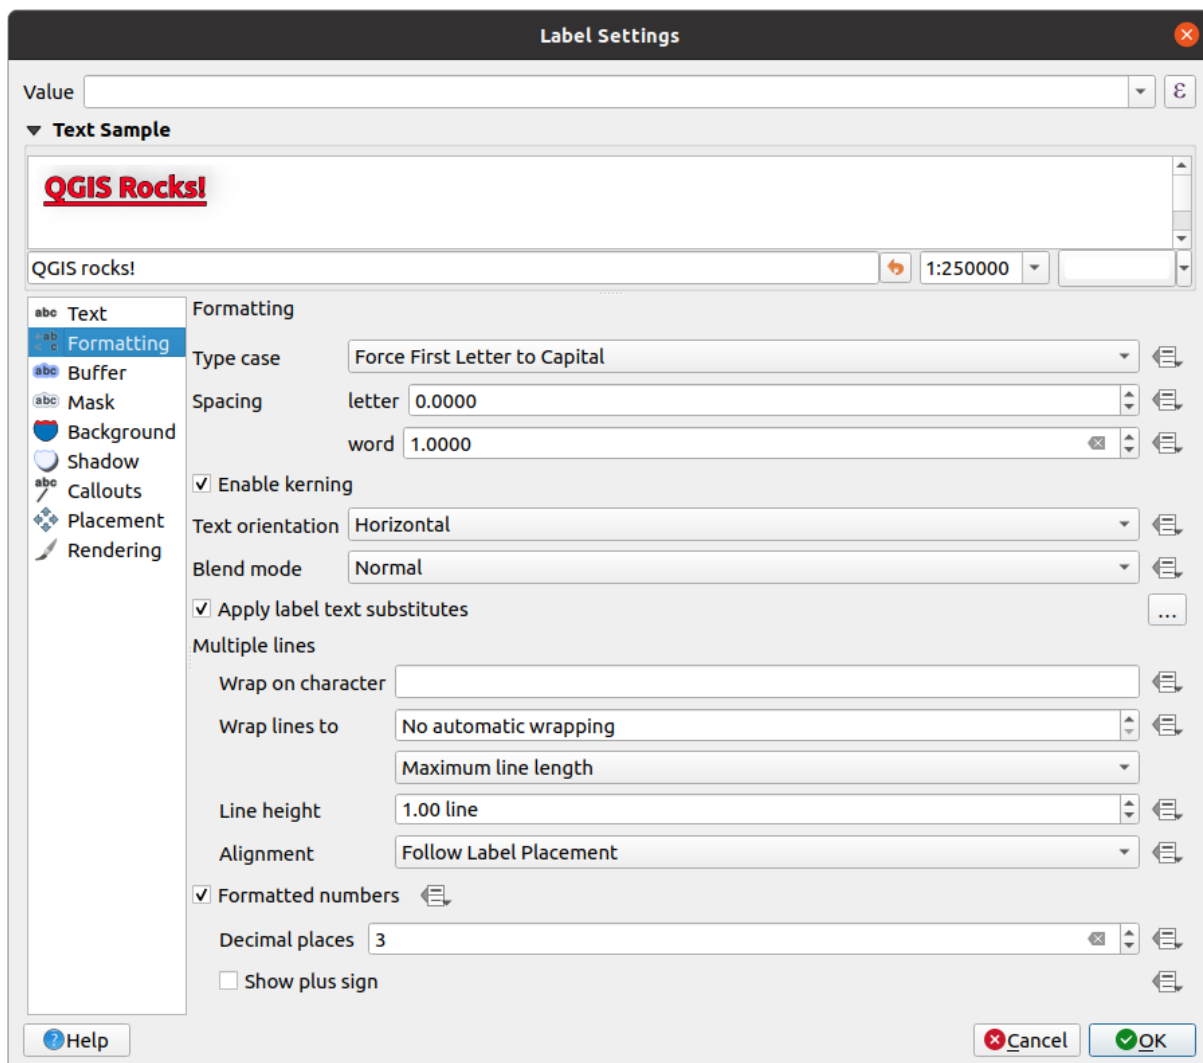 Label Settings
Value ε
Text Sample
QGIS Rocks!
QGIS rocks! 1:250000
abc Text
Formatting
abc Buffer
abc Mask
Background
Shadow
abc Callouts
Placement
Rendering
Formatting
Type case Force First Letter to Capital
Spacing letter 0.0000
word 1.0000
Enable kerning
Text orientation Horizontal
Blend mode Normal
Apply label text substitutes ...
Multiple lines
Wrap on character
Wrap lines to No automatic wrapping
Maximum line length
Line height 1.00 line
Alignment Follow Label Placement
Formatted numbers
Decimal places 3
Show plus sign
?Help Cancel OK